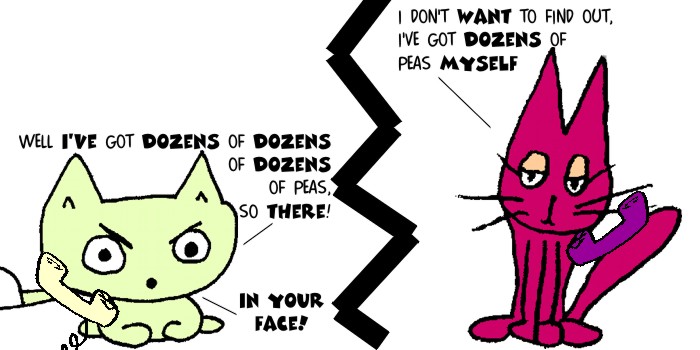 WELL I'VE GOT DOZENS OF DOZENS
OF DOZENS
OF PEAS,
SO THERE!
IN YOUR
FACE!
I DON'T WANT TO FIND OUT,
I'VE GOT DOZENS OF
PEAS MYSELF